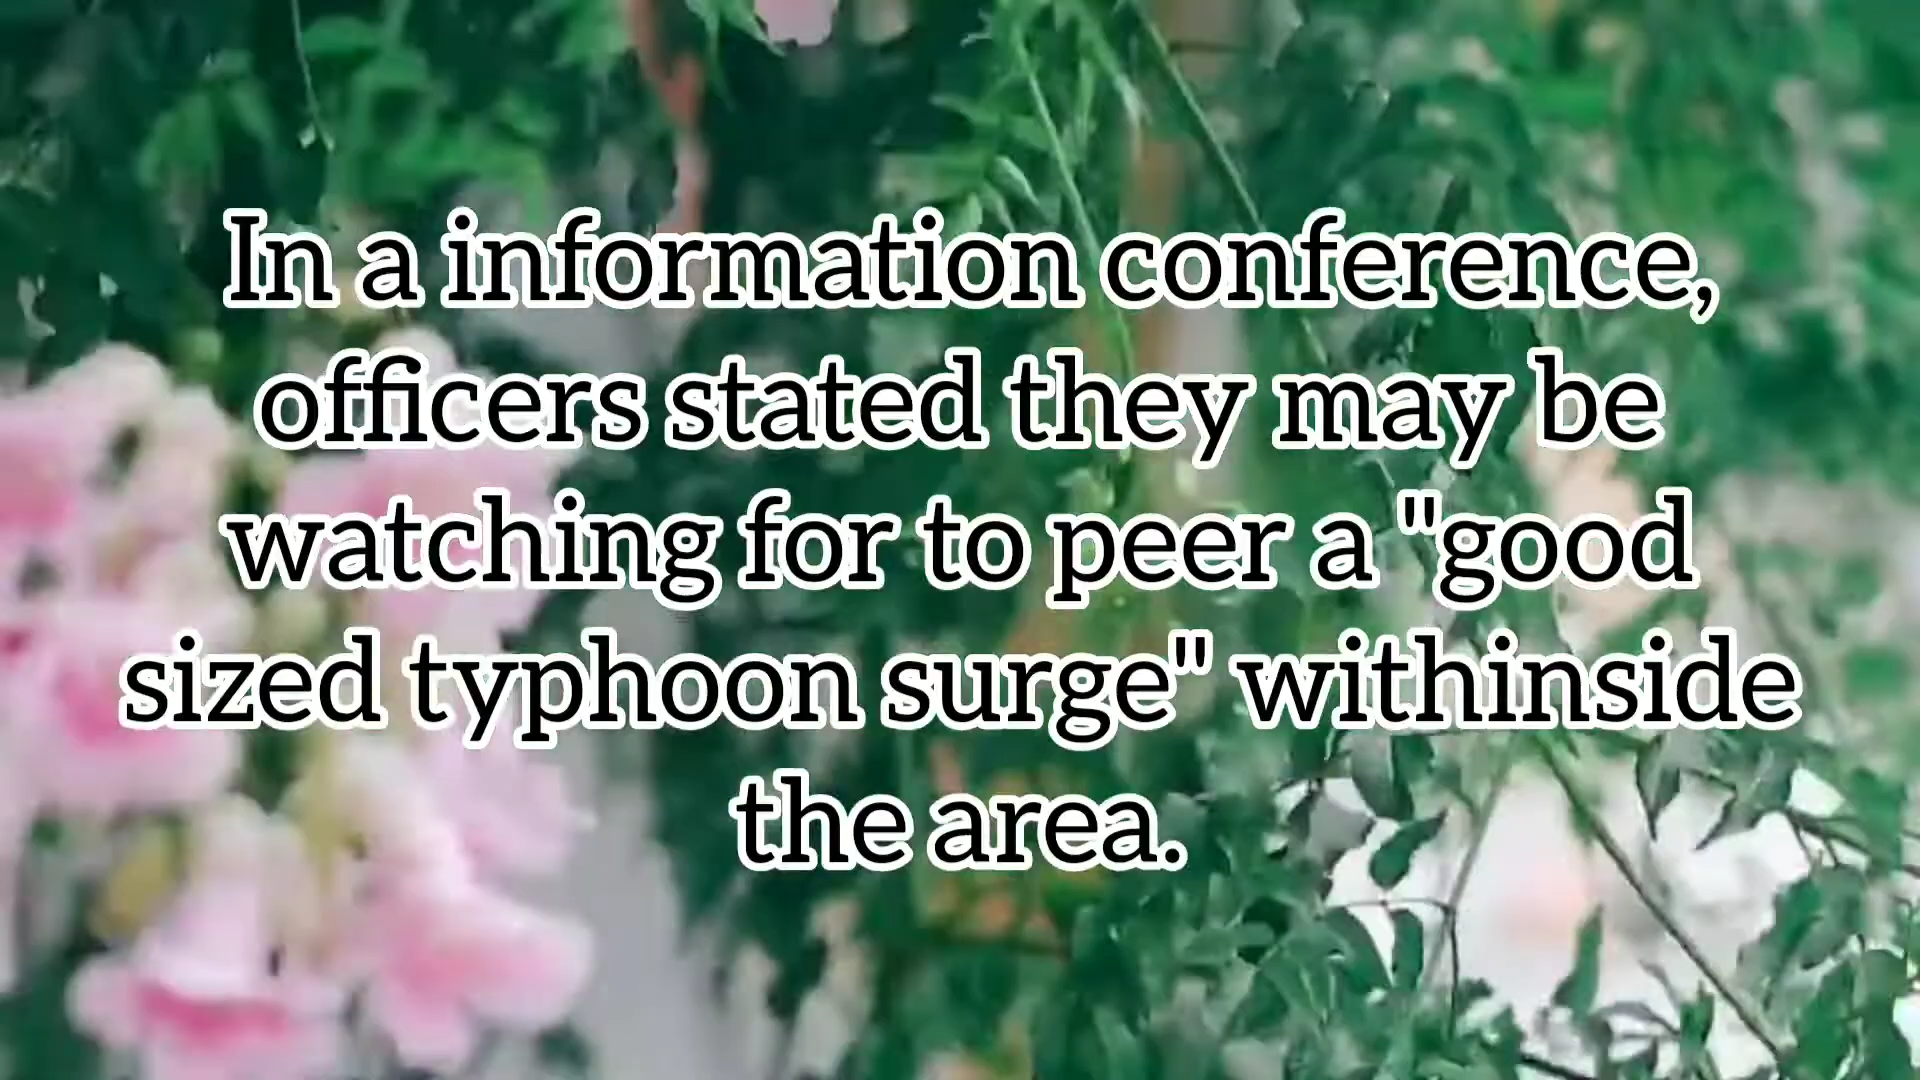 In a information conference,
officers stated they may be
watching for to peer a "good
sized typhoon surge" withinside
the area.